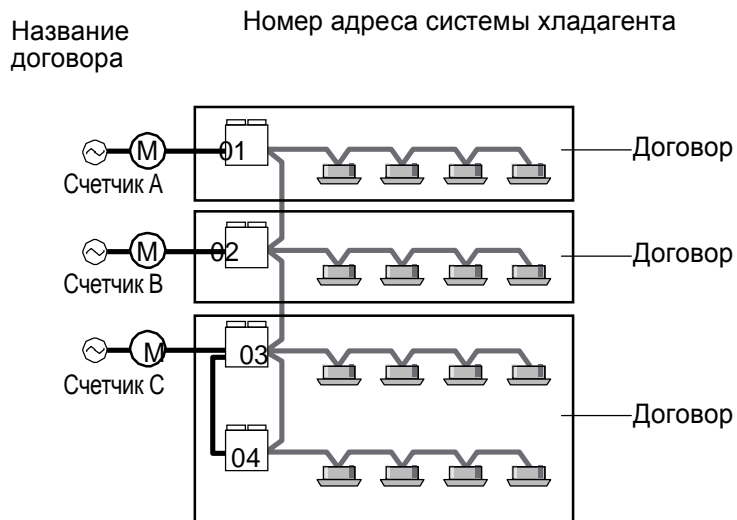 Название
договора
Номер адреса системы хладагента
M
01
Договор
Счетчик A
M
02
Договор
Счетчик B
M
03
Счетчик C
Договор
04